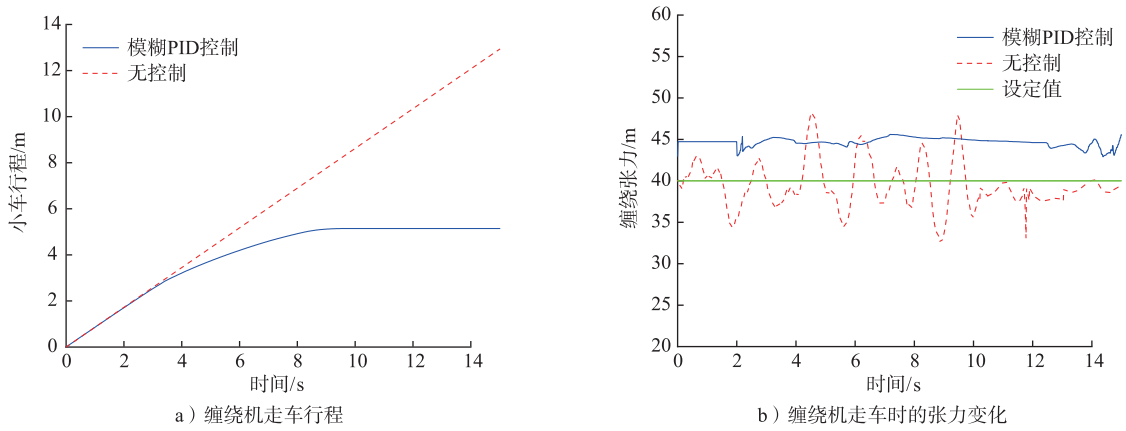 14
12
10
8
6
4
2
0
小车行程/m
模糊PID控制
无控制
0 2 4 6 8 10 12 14
时间/s
a）缠绕机走车行程
60
55
50
45
40
35
30
25
20
缠绕张力/m
模糊PID控制
无控制
设定值
0 2 4 6 8 10 12 14
时间/s
b）缠绕机走车时的张力变化